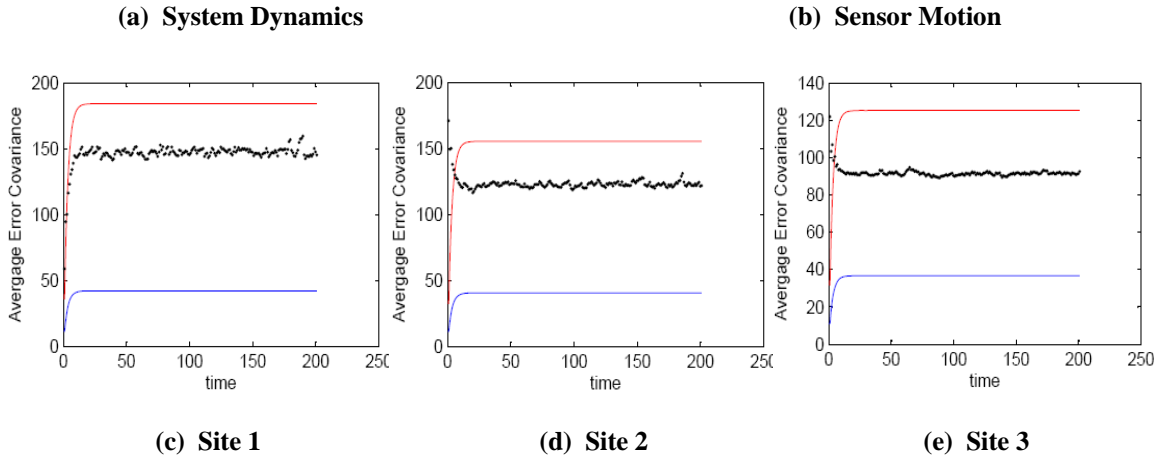 (a) System Dynamics
(b) Sensor Motion
200
150
100
50
0
0 50 100 150 200 250
Avergage Error Covariance
time
200
150
100
50
0
0 50 100 150 200 250
Avergage Error Covariance
time
140
120
100
80
60
40
20
0
0 50 100 150 200 250
Avergage Error Covariance
time
(c) Site 1
(d) Site 2
(e) Site 3